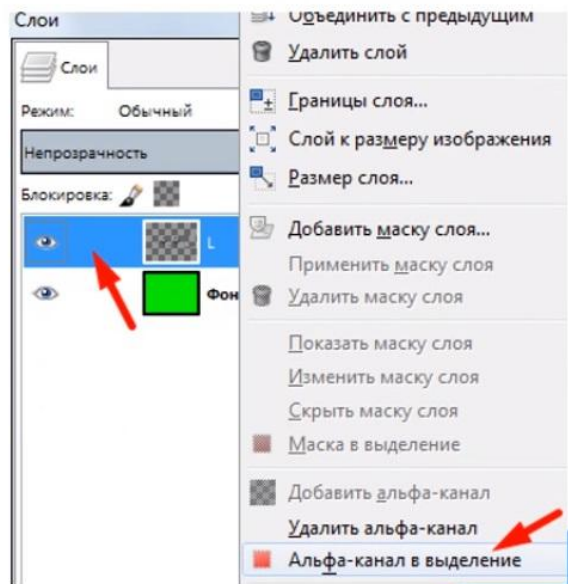 Слои
Слои
Режим: Обычный
Непрозрачность
Блокировка:
L
Фон
Объединить с предыдущим
Удалить слой
Границы слоя...
Слой к размеру изображения
Размер слоя...
Добавить маску слоя...
Применить маску слоя
Удалить маску слоя
Показать маску слоя
Изменить маску слоя
Скрыть маску слоя
Маска в выделение
Добавить альфа-канал
Удалить альфа-канал
Альфа-канал в выделение